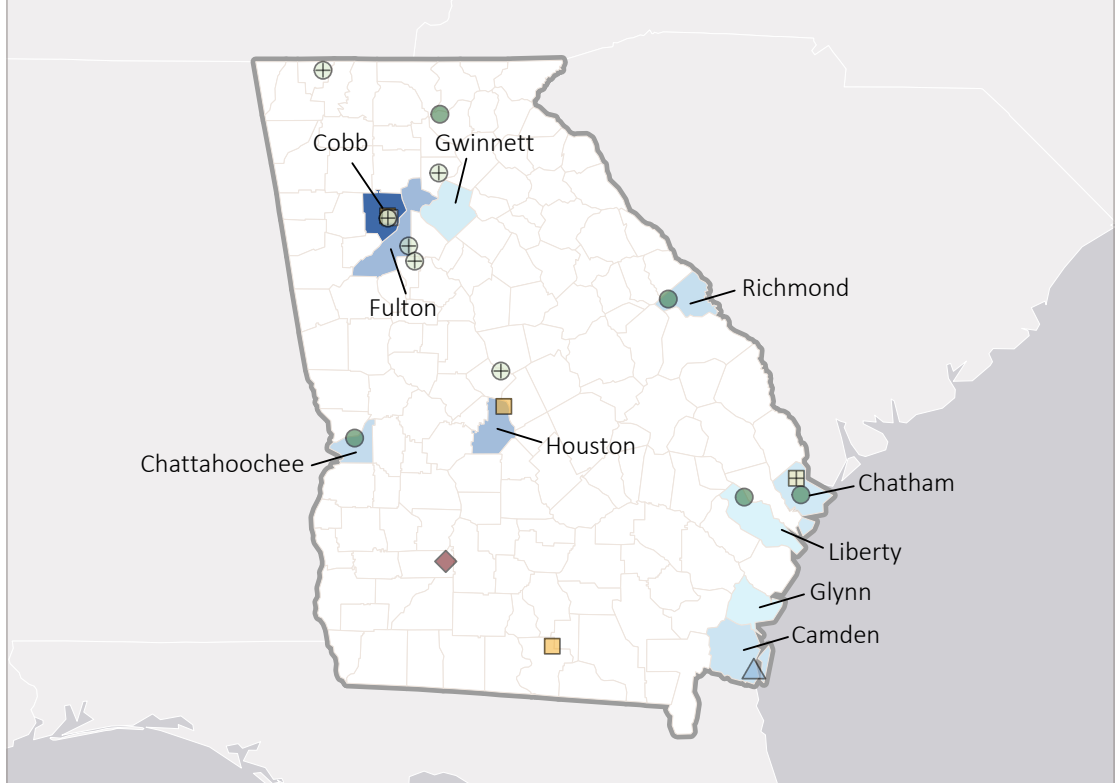 Cobb
Gwinnett
Fulton
Richmond
Houston
Chattahoochee
Chatham
Liberty
Glynn
Camden